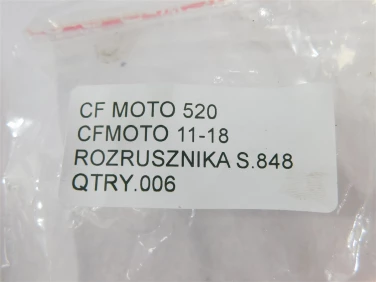 CF MOTO 520
CFMOTO 11-18
ROZRUSZNIKA S.848
QTRY.006